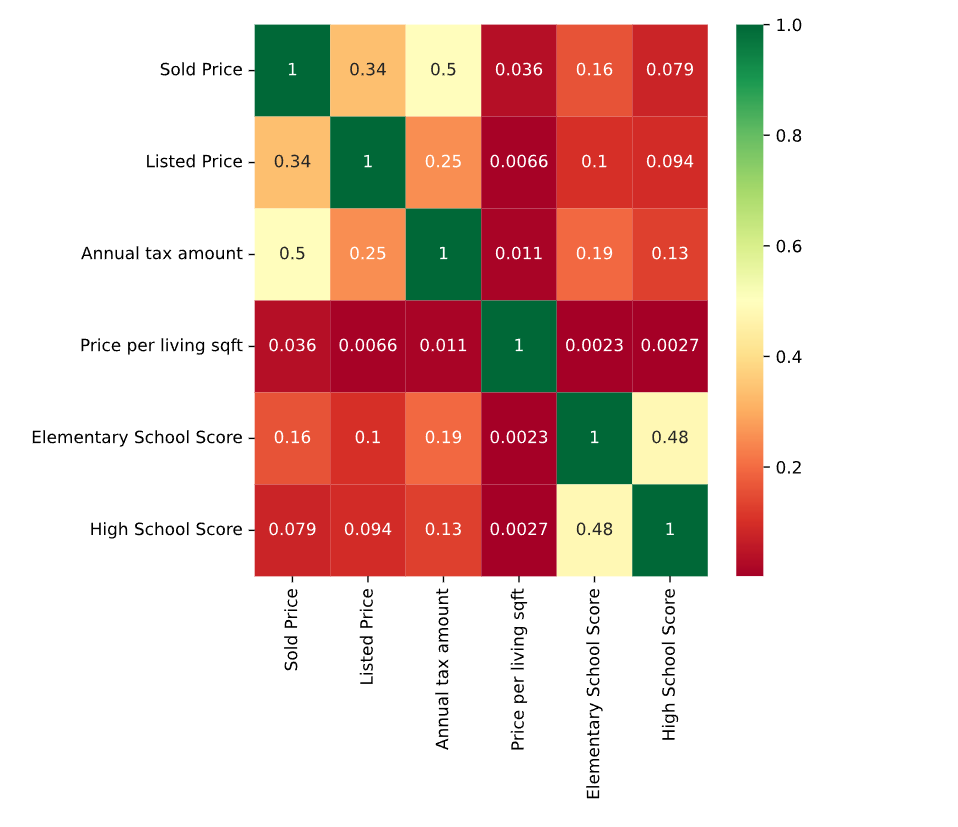 Sold Price 1 0.34 0.5 0.036 0.16 0.079
Listed Price 0.34 1 0.25 0.0066 0.1 0.094
Annual tax amount 0.5 0.25 1 0.011 0.19 0.13
Price per living sqft 0.036 0.0066 0.011 1 0.0023 0.0027
Elementary School Score 0.16 0.1 0.19 0.0023 1 0.48
High School Score 0.079 0.094 0.13 0.0027 0.48 1
Sold Price
Listed Price
Annual tax amount
Price per living sqft
Elementary School Score
High School Score
1.0
0.8
0.6
0.4
0.2